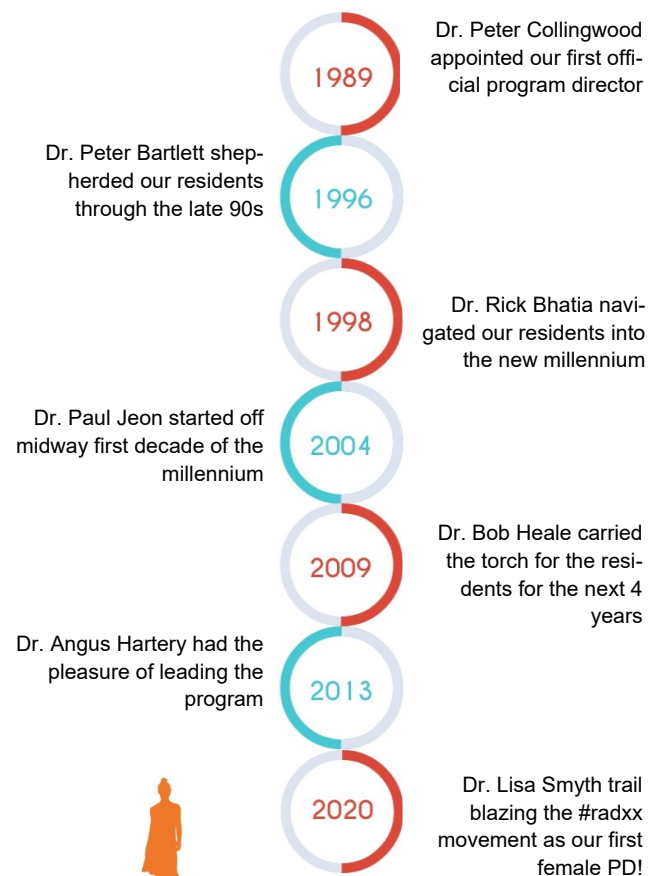 1989
Dr. Peter Collingwood
appointed our first offi-
cial program director
Dr. Peter Bartlett shep-
herded our residents
through the late 90s
1996
1998
Dr. Rick Bhatia navi-
gated our residents into
the new millennium
Dr. Paul Jeon started off
midway first decade of the
millennium
2004
2009
Dr. Bob Heale carried
the torch for the resi-
dents for the next 4
years
Dr. Angus Hartery had the
pleasure of leading the
program
2013
2020
Dr. Lisa Smyth trail
blazing the #radxx
movement as our first
female PD!